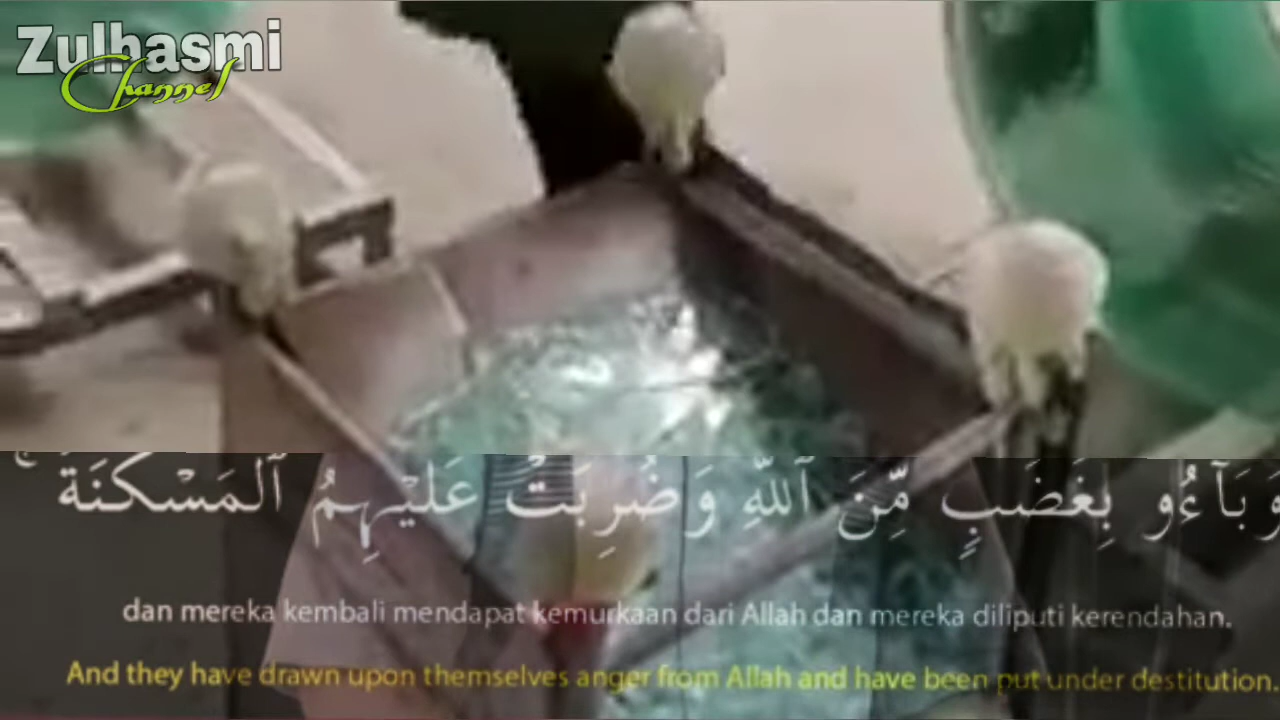 Zulhasmi
Channel
وَبَآءُو بِغَضَبٍ مِّنَ ٱللَّهِ وَضُرِبَتْ عَلَيْهِمُ ٱلْمَسْكَنَةُ ۚ
dan mereka kembali mendapat kemurkaan dari Allah dan mereka diliputi kerendahan.
And they have drawn upon themselves anger from Allah and have been put under destitution.